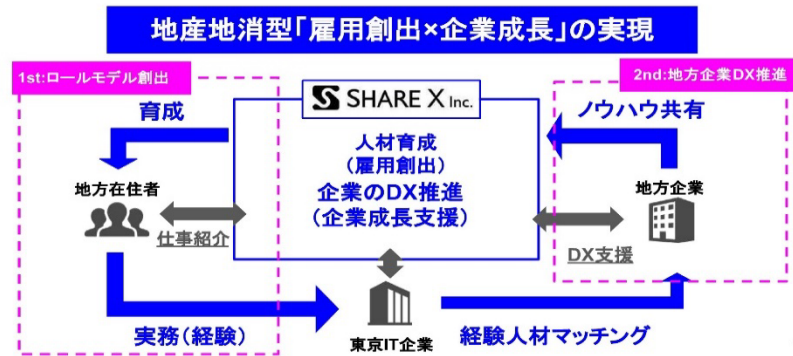 地産地消型「雇用創出×企業成長」の実現
1st:ロールモデル創出
2nd:地方企業DX推進
SHARE X Inc.
育成
ノウハウ共有
人材育成
(雇用創出)
企業のDX推進
(企業成長支援)
地方在住者
地方企業
仕事紹介
DX支援
実務(経験)
東京IT企業
経験人材マッチング